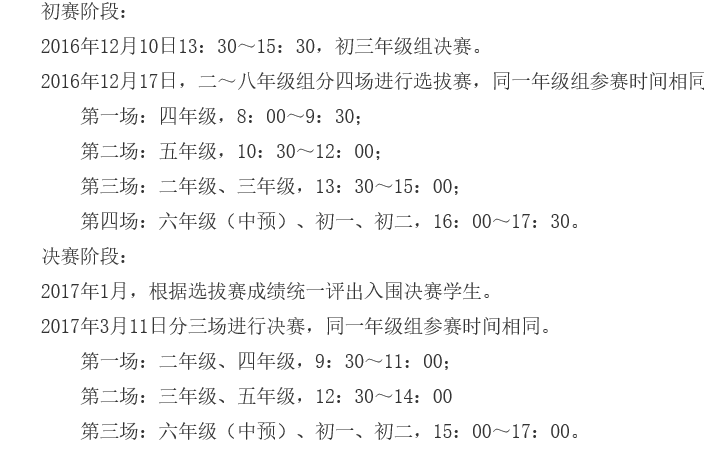 初赛阶段：
2016年12月10日13：30～15：30，初三年级组决赛。
2016年12月17日，二～八年级组分四场进行选拔赛，同一年级组参赛时间相同
第一场：四年级，8：00～9：30；
第二场：五年级，10：30～12：00；
第三场：二年级、三年级，13：30～15：00；
第四场：六年级（中预）、初一、初二，16：00～17：30。
决赛阶段：
2017年1月，根据选拔赛成绩统一评出入围决赛学生。
2017年3月11日分三场进行决赛，同一年级组参赛时间相同。
第一场：二年级、四年级，9：30～11：00；
第二场：三年级、五年级，12：30～14：00
第三场：六年级（中预）、初一、初二，15：00～17：00。